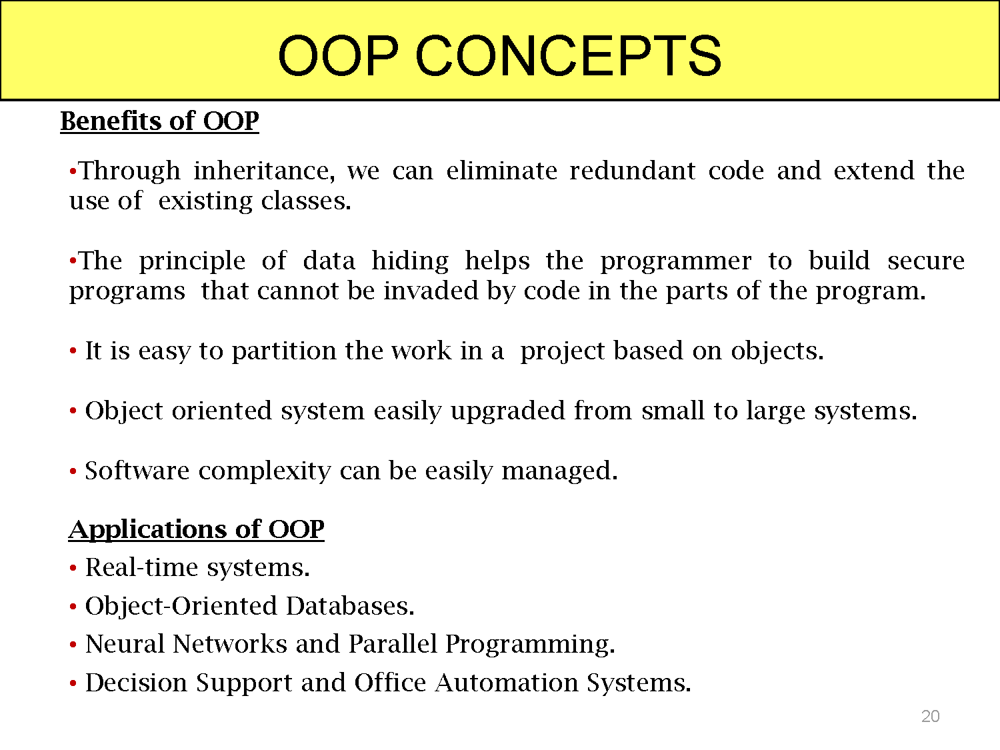 OOP CONCEPTS
Benefits of OOP
•Through inheritance, we can eliminate redundant code and extend the
use of existing classes.
•The principle of data hiding helps the programmer to build secure
programs that cannot be invaded by code in the parts of the program.
• It is easy to partition the work in a project based on objects.
• Object oriented system easily upgraded from small to large systems.
• Software complexity can be easily managed.
Applications of OOP
• Real-time systems.
• Object-Oriented Databases.
• Neural Networks and Parallel Programming.
• Decision Support and Office Automation Systems.
20